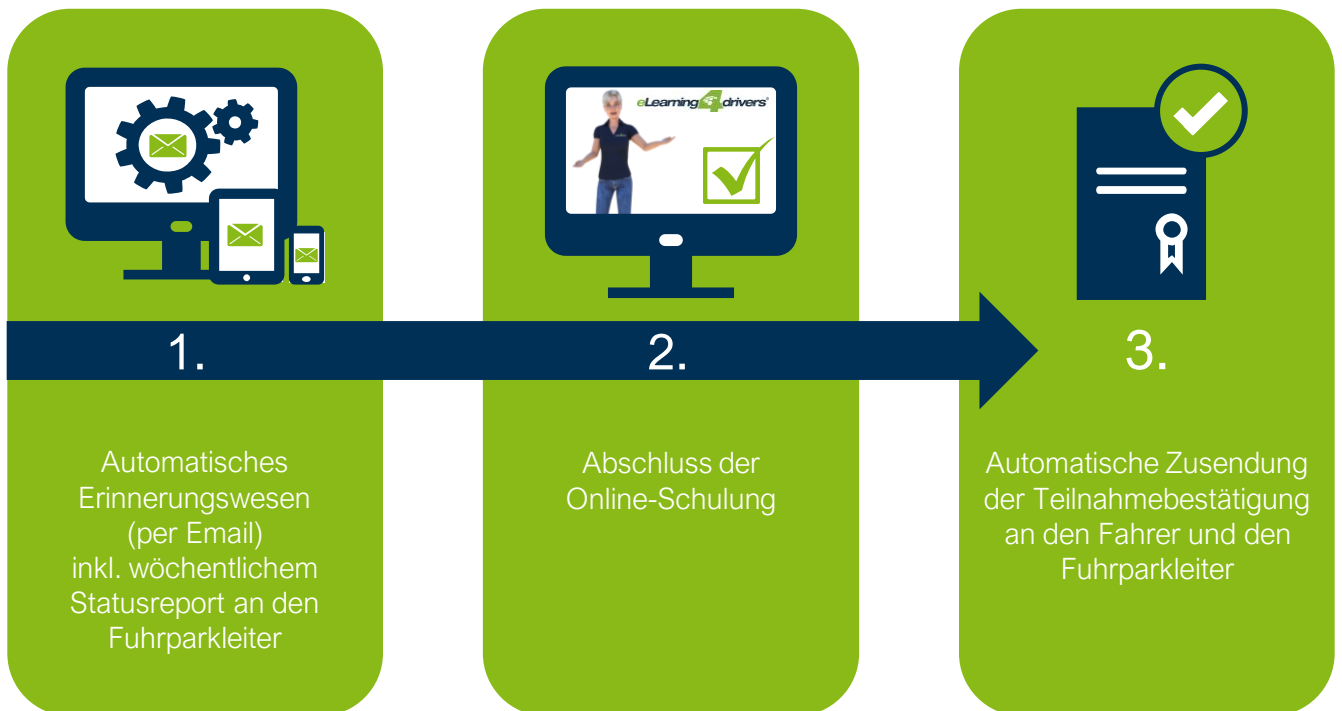 eLearning4drivers®
1.
Automatisches
Erinnerungswesen
(per Email)
inkl. wöchentlichem
Statusreport an den
Fuhrparkleiter
2.
Abschluss der
Online-Schulung
3.
Automatische Zusendung
der Teilnahmebestätigung
an den Fahrer und den
Fuhrparkleiter